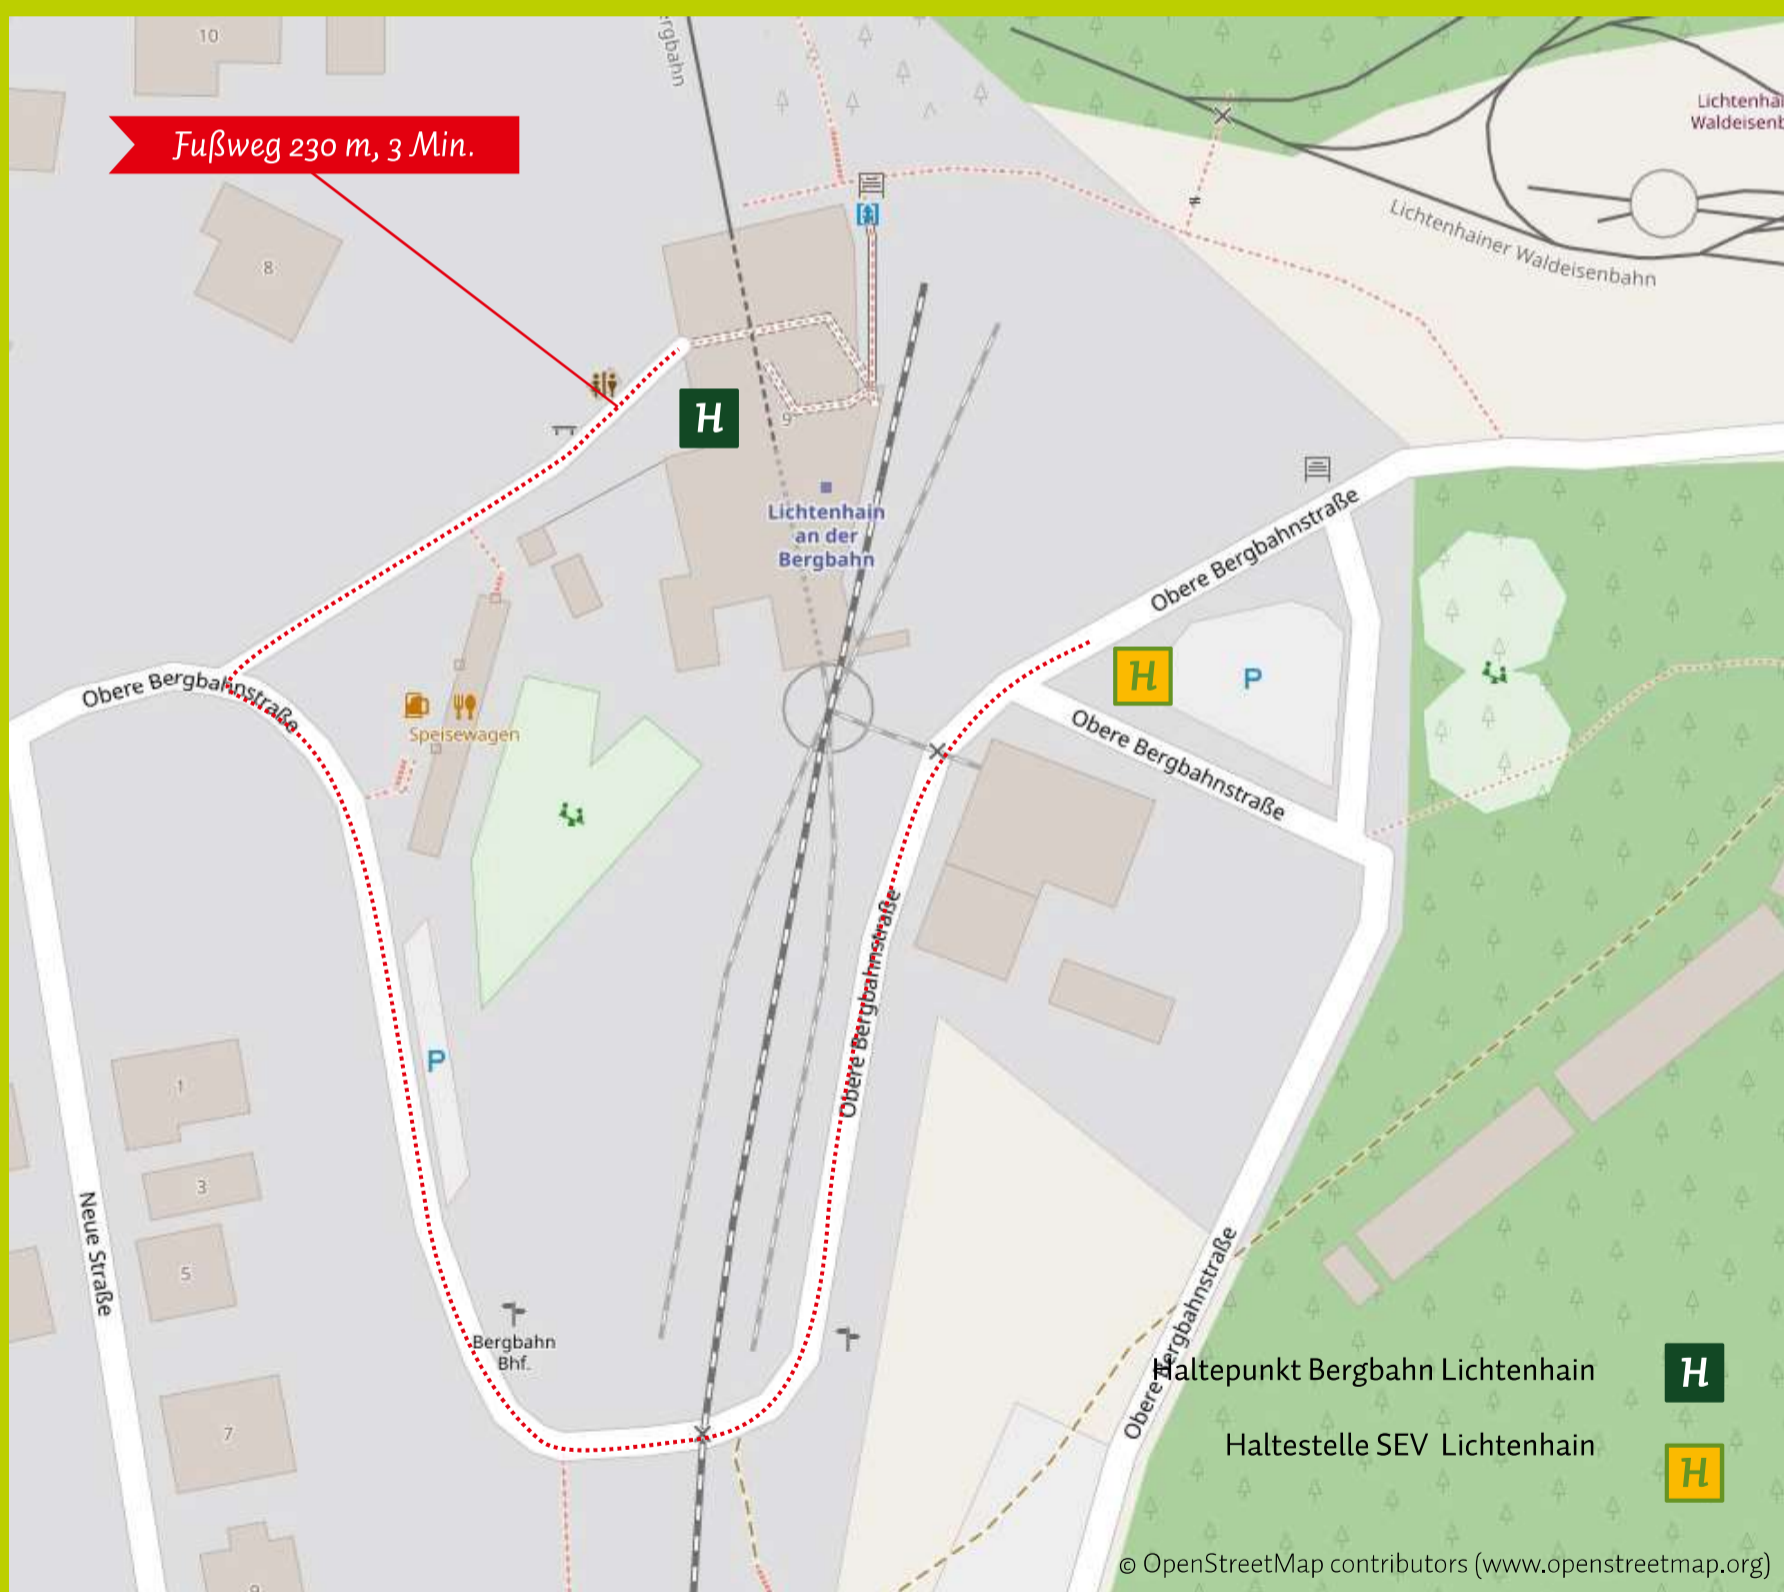 10
ergbahn
Lichtenhai
Waldeisenb
Fußweg 230 m, 3 Min.
8
Lichtenhainer Waldeisenbahn
H
9
Lichtenhain
an der
Bergbahn
Obere Bergbahnstraße
Obere Bergbahnstraße
H
P
Speisewagen
Obere Bergbahnstraße
Obere Bergbahnstraße
P
1
3
Neue Straße
5
Obere Bergbahnstraße
Bergbahn
Bhf.
7
Haltepunkt Bergbahn Lichtenhain H
Haltestelle SEV Lichtenhain H
9
© OpenStreetMap contributors (www.openstreetmap.org)